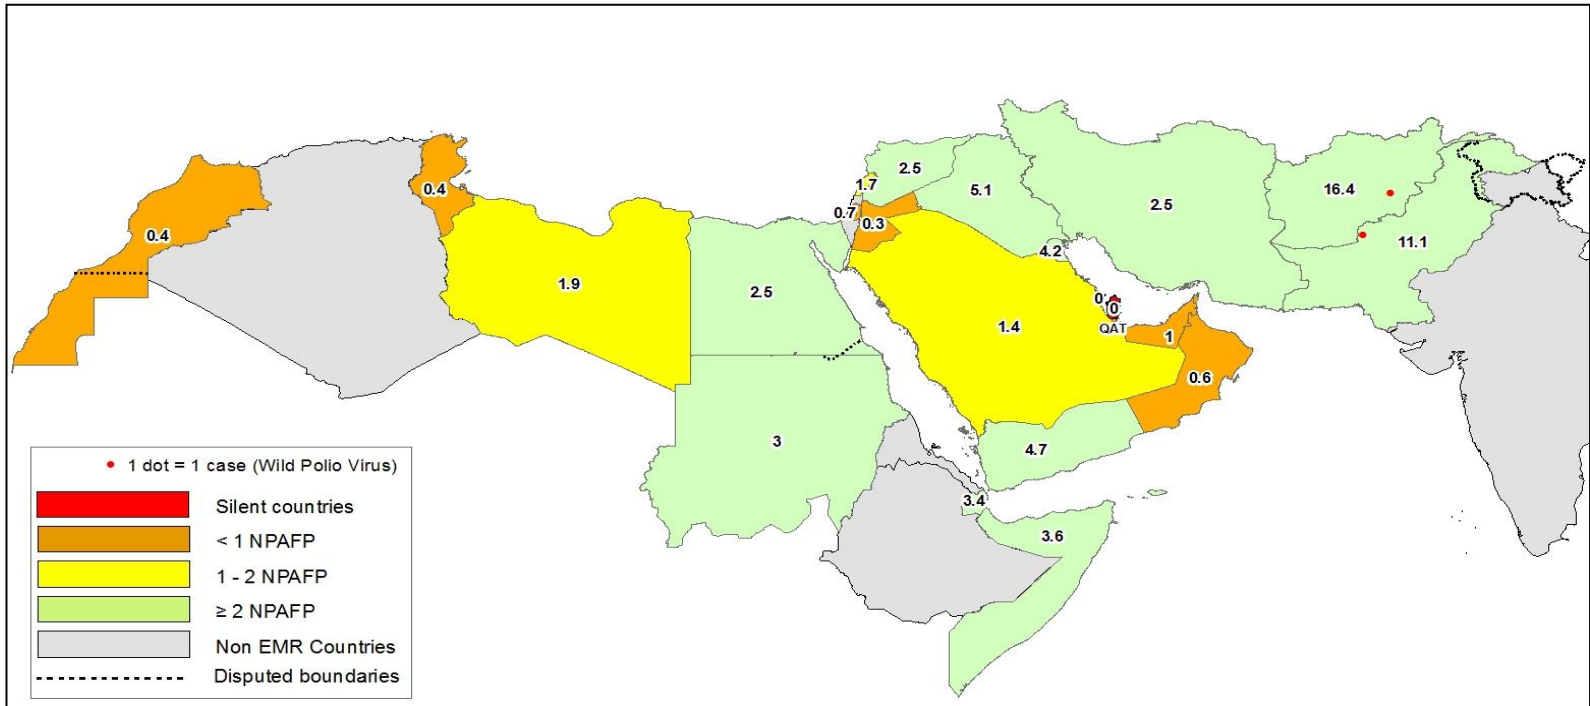 2.5
1.7
5.1
0.4
16.4
2.5
0.7
0.3
0.4
11.1
4.2
1.9
2.5
0
0
1.4
QAT
1
0.6
3
4.7
3.4
3.6
1 dot = 1 case (Wild Polio Virus)
Silent countries
< 1 NPAFP
1 - 2 NPAFP
≥ 2 NPAFP
Non EMR Countries
Disputed boundaries